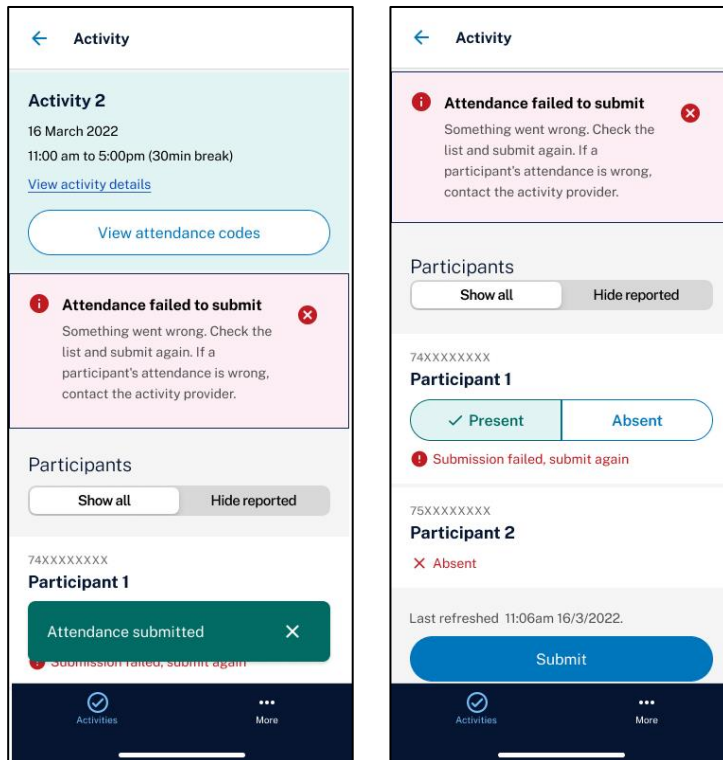 Activity
Activity 2
16 March 2022
11:00 am to 5:00pm (30min break)
View activity details
View attendance codes
Attendance failed to submit
Something went wrong. Check the
list and submit again. If a
participant's attendance is wrong,
contact the activity provider.
Participants
Show all Hide reported
74XXXXXXXX
Participant 1
Attendance submitted
Submission failed, submit again
Activities More
Activity
Attendance failed to submit
Something went wrong. Check the
list and submit again. If a
participant's attendance is wrong,
contact the activity provider.
Participants
Show all Hide reported
74XXXXXXXX
Participant 1
Present Absent
Submission failed, submit again
75XXXXXXXX
Participant 2
Absent
Last refreshed 11:06am 16/3/2022.
Submit
Activities More